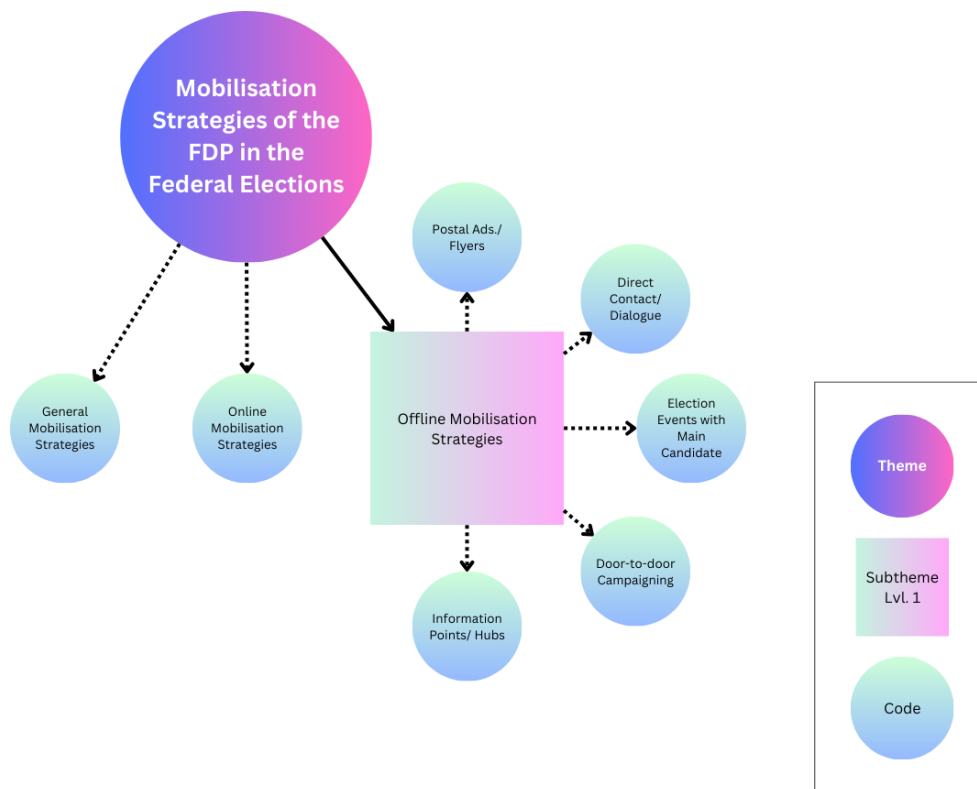 Mobilisation
Strategies of the
FDP in the
Federal Elections
Postal Ads./
Flyers
Direct
Contact/
Dialogue
General
Mobilisation
Strategies
Online
Mobilisation
Strategies
Offline Mobilisation
Strategies
Election
Events with
Main
Candidate
Door-to-door
Campaigning
Information
Points/ Hubs
Theme
Subtheme
Lvl. 1
Code